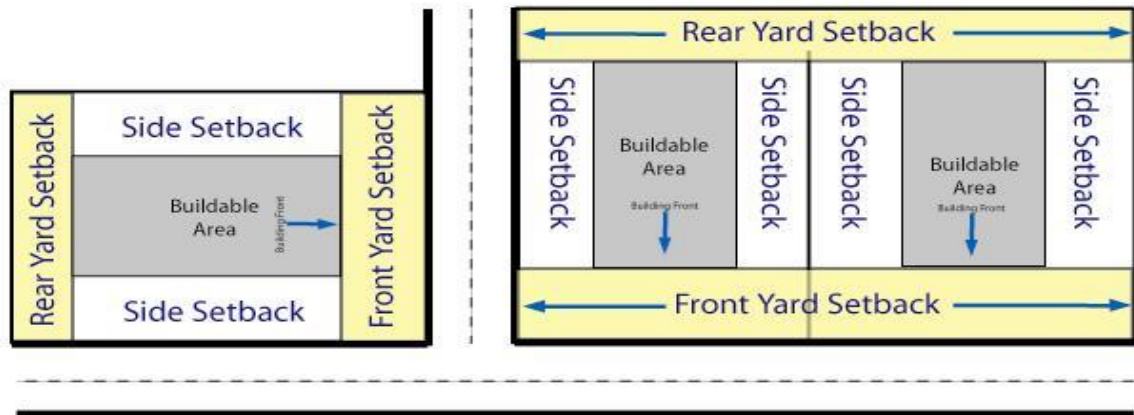 Rear Yard Setback
Side Setback
Buildable
Area
Building Front
Side Setback
Front Yard Setback
Rear Yard Setback
Side Setback
Buildable
Area
Building Front
Side Setback
Side Setback
Buildable
Area
Building Front
Side Setback
Front Yard Setback